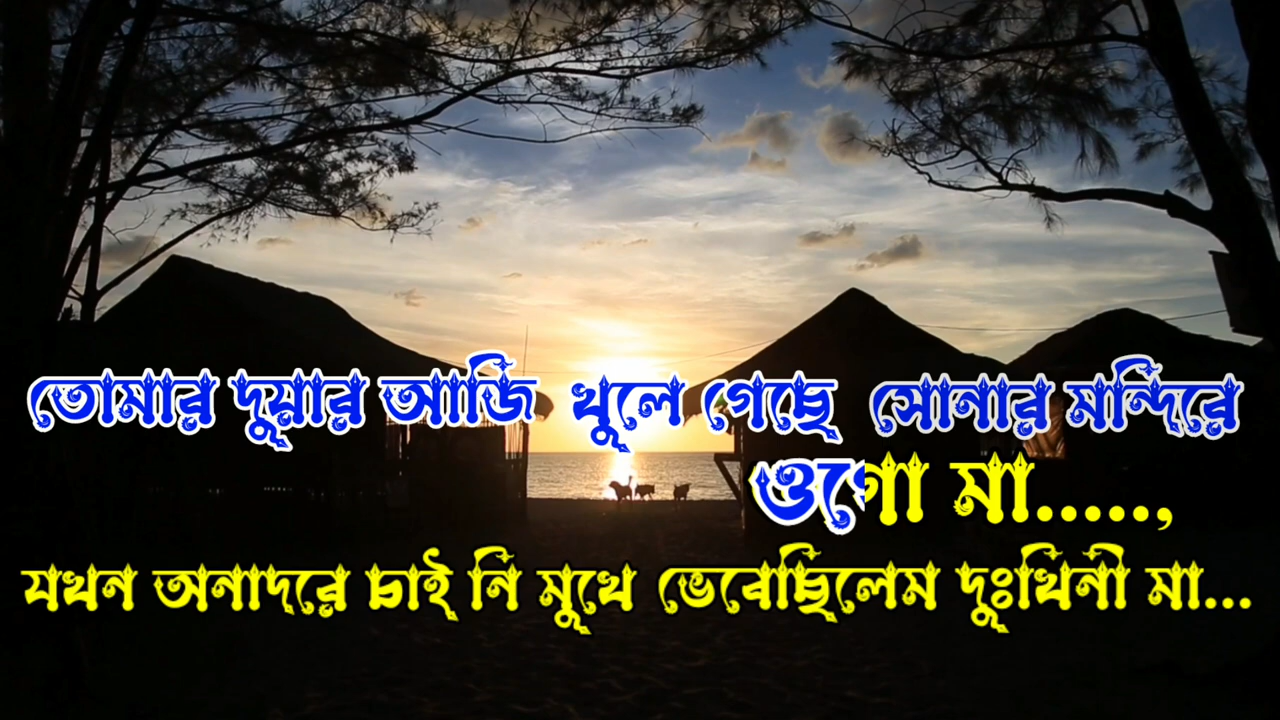 তোমার দুয়ার আজি খুলে গেছে সোনার মন্দিরে
ওগো মা.....,
যখন অনাদরে চাই নি মুখে ভেবেছিলেম দুঃখিনী মা...